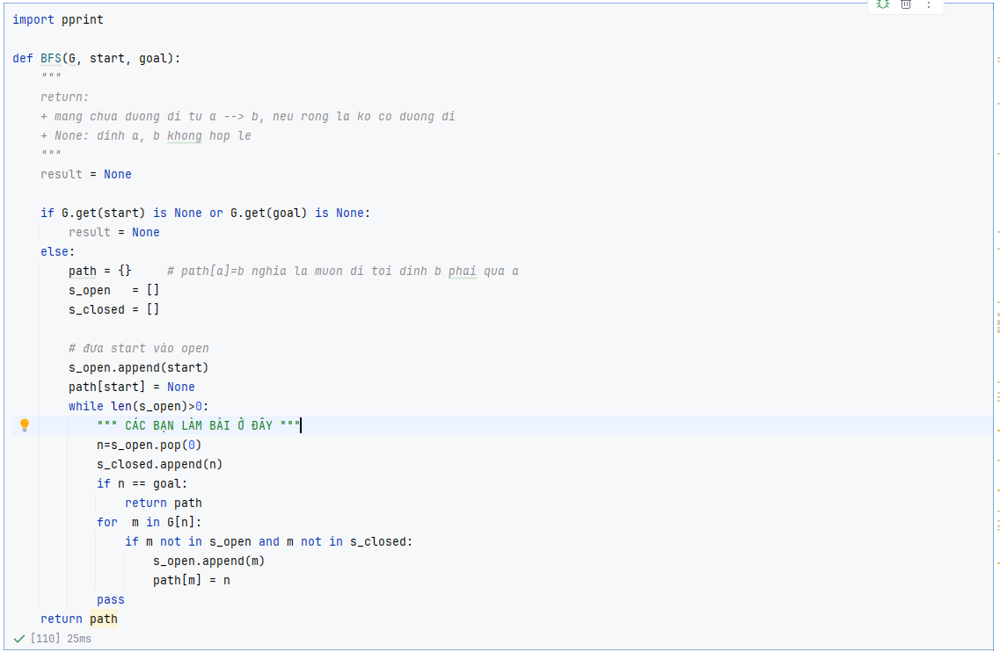 import pprint
def BFS(G, start, goal):
"""
return:
+ mang chua duong di tu a --> b, neu rong la ko co duong di
+ None: dinh a, b khong hop le
"""
result = None
if G.get(start) is None or G.get(goal) is None:
result = None
else:
path = {}     # path[a]=b nghia la muon di toi dinh b phai qua a
s_open   = []
s_closed = []
# đưa start vào open
s_open.append(start)
path[start] = None
while len(s_open)>0:
""" CÁC BẠN LÀM BÀI Ở ĐÂY """
n=s_open.pop(0)
s_closed.append(n)
if n == goal:
return path
for  m in G[n]:
if m not in s_open and m not in s_closed:
s_open.append(m)
path[m] = n
pass
return path
[110] 25ms